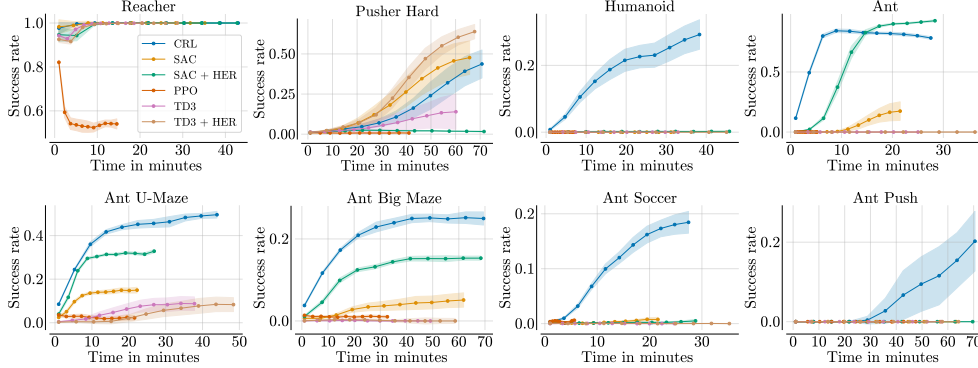 Reacher
Success rate
1.0
0.8
0.6
0 10 20 30 40
Time in minutes
CRL
SAC
SAC + HER
PPO
TD3
TD3 + HER
Pusher Hard
Success rate
0.50
0.25
0.00
0 10 20 30 40 50 60 70
Time in minutes
Humanoid
Success rate
0.2
0.0
0 10 20 30 40
Time in minutes
Ant
Success rate
0.5
0.0
0 10 20 30
Time in minutes
Ant U-Maze
Success rate
0.4
0.2
0.0
0 10 20 30 40 50
Time in minutes
Ant Big Maze
Success rate
0.2
0.0
0 10 20 30 40 50 60 70
Time in minutes
Ant Soccer
Success rate
0.2
0.1
0.0
0 10 20 30
Time in minutes
Ant Push
Success rate
0.2
0.0
0 10 20 30 40 50 60 70
Time in minutes